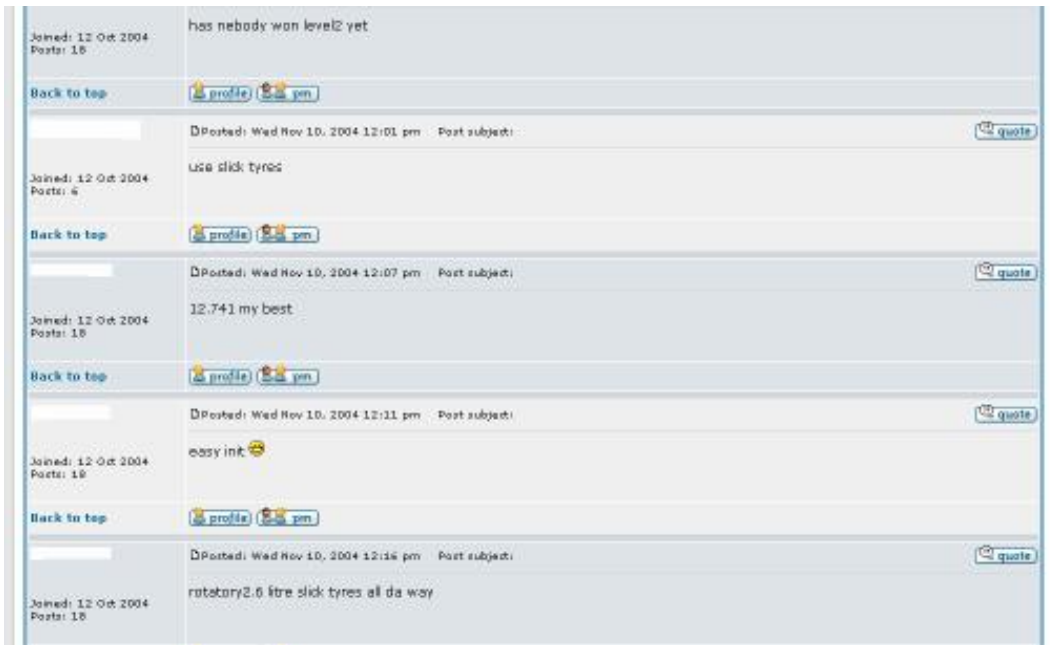 has nebody won level2 yet
Joined: 12 Oct 2004
Posts: 18
Back to top
profile pm
Posted: Wed Nov 10, 2004 12:01 pm Post subject:
quote
use slick tyres
Joined: 12 Oct 2004
Posts: 6
Back to top
profile pm
Posted: Wed Nov 10, 2004 12:07 pm Post subject:
quote
12.741 my best
Joined: 12 Oct 2004
Posts: 18
Back to top
profile pm
Posted: Wed Nov 10, 2004 12:11 pm Post subject:
quote
easy init
Joined: 12 Oct 2004
Posts: 18
Back to top
profile pm
Posted: Wed Nov 10, 2004 12:16 pm Post subject:
quote
rotatory2.6 litre slick tyres all da way
Joined: 12 Oct 2004
Posts: 18